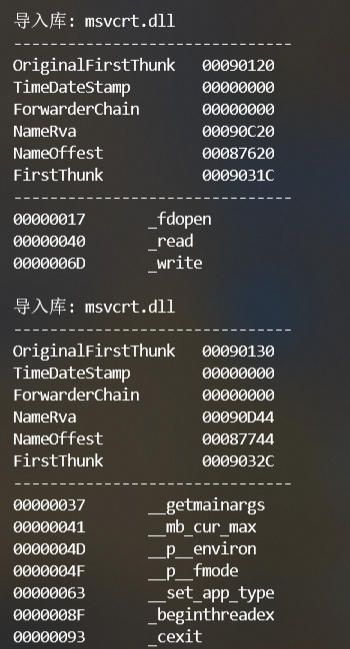 导入库: msvcrt.dll
-------------------------------
OriginalFirstThunk 00090120
TimeDateStamp 00000000
ForwarderChain 00000000
NameRva 00090C20
NameOffest 00087620
FirstThunk 0009031C
-------------------------------
00000017 _fdopen
00000040 _read
0000006D _write
导入库: msvcrt.dll
-------------------------------
OriginalFirstThunk 00090130
TimeDateStamp 00000000
ForwarderChain 00000000
NameRva 00090D44
NameOffest 00087744
FirstThunk 0009032C
-------------------------------
00000037 __getmainargs
00000041 __mb_cur_max
0000004D __p__environ
0000004F __p__fmode
00000063 __set_app_type
0000008F _beginthreadex
00000093 _cexit